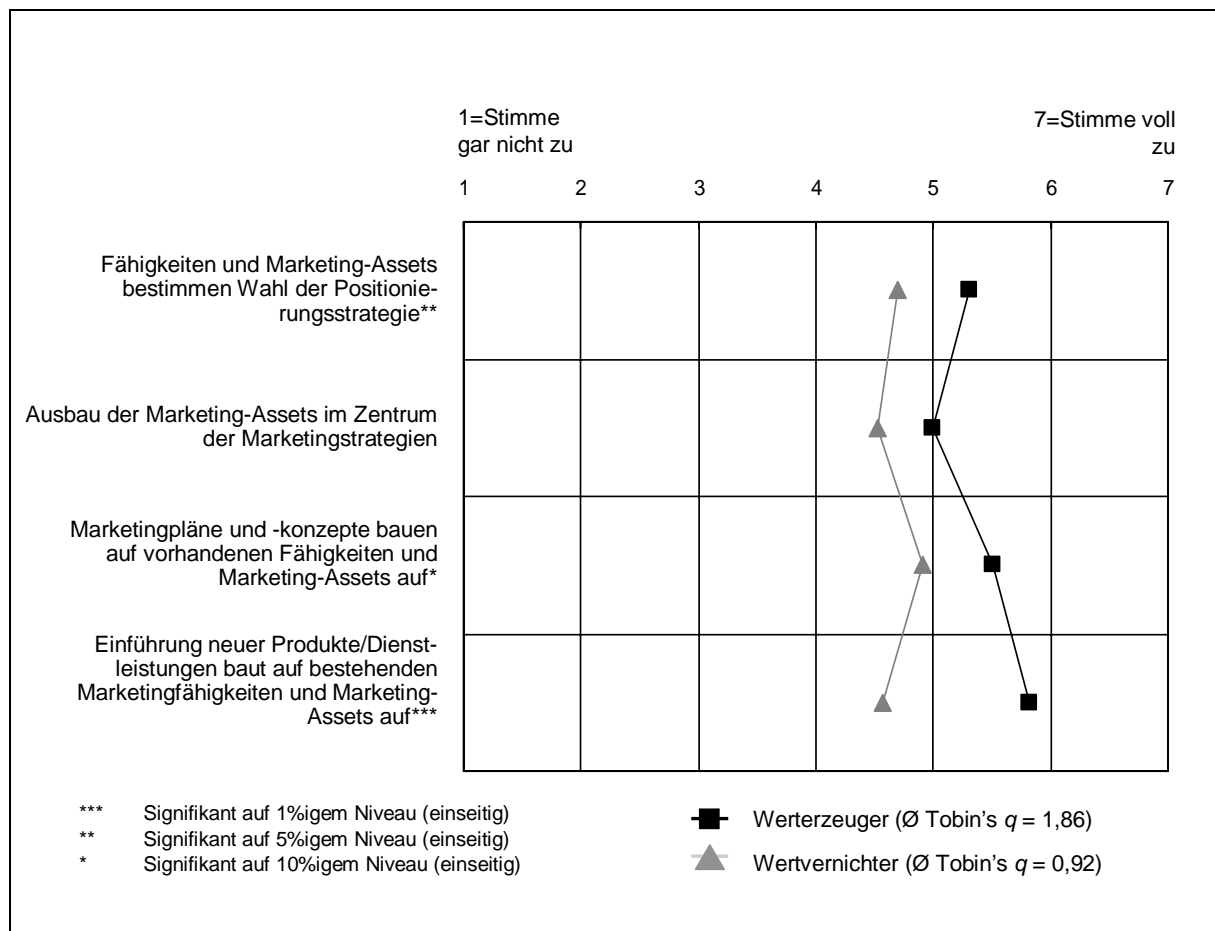 1=Stimme
gar nicht zu
7=Stimme voll
zu
1 2 3 4 5 6 7
Fähigkeiten und Marketing-Assets
bestimmen Wahl der Positionie-
rungsstrategie**
Ausbau der Marketing-Assets im Zentrum
der Marketingstrategien
Marketingpläne und -konzepte bauen
auf vorhandenen Fähigkeiten und
Marketing-Assets auf*
Einführung neuer Produkte/Dienst-
leistungen baut auf bestehenden
Marketingfähigkeiten und Marketing-
Assets auf***
*** Signifikant auf 1%igem Niveau (einseitig)
** Signifikant auf 5%igem Niveau (einseitig)
* Signifikant auf 10%igem Niveau (einseitig)
Werterzeuger (Ø Tobin's q = 1,86)
Wertvernichter (Ø Tobin's q = 0,92)